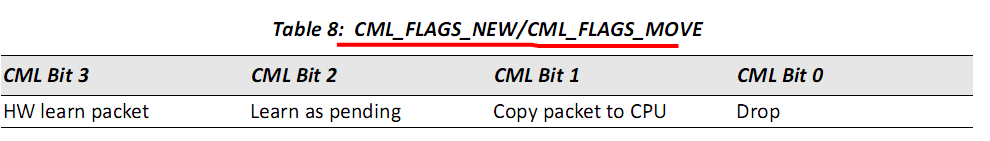 Table 8: CML_FLAGS_NEW/CML_FLAGS_MOVE
CML Bit 3 CML Bit 2 CML Bit 1 CML Bit 0
HW learn packet Learn as pending Copy packet to CPU Drop